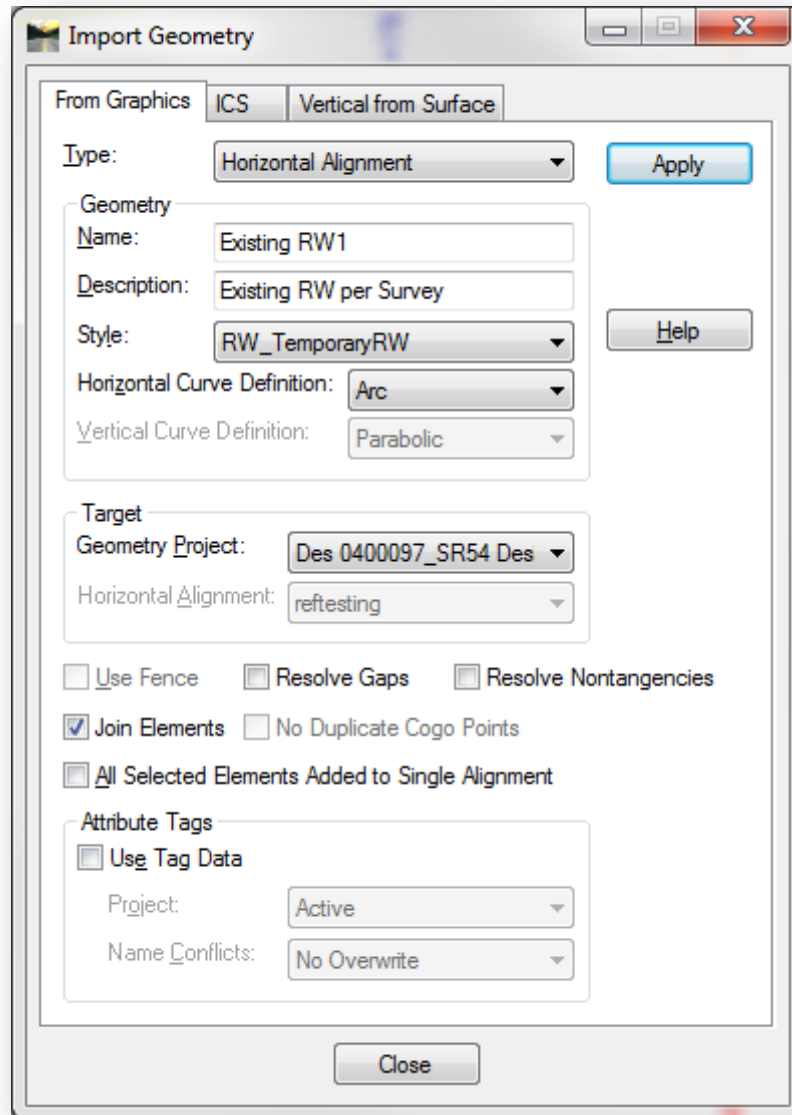 Import Geometry
From Graphics ICS Vertical from Surface
Type: Horizontal Alignment Apply
Geometry
Name: Existing RW1
Description: Existing RW per Survey
Style: RW_TemporaryRW Help
Horizontal Curve Definition: Arc
Vertical Curve Definition: Parabolic
Target
Geometry Project: Des 0400097_SR54 Des
Horizontal Alignment: reftesting
Use Fence Resolve Gaps Resolve Nontangencies
Join Elements No Duplicate Cogo Points
All Selected Elements Added to Single Alignment
Attribute Tags
Use Tag Data
Project: Active
Name Conflicts: No Overwrite
Close